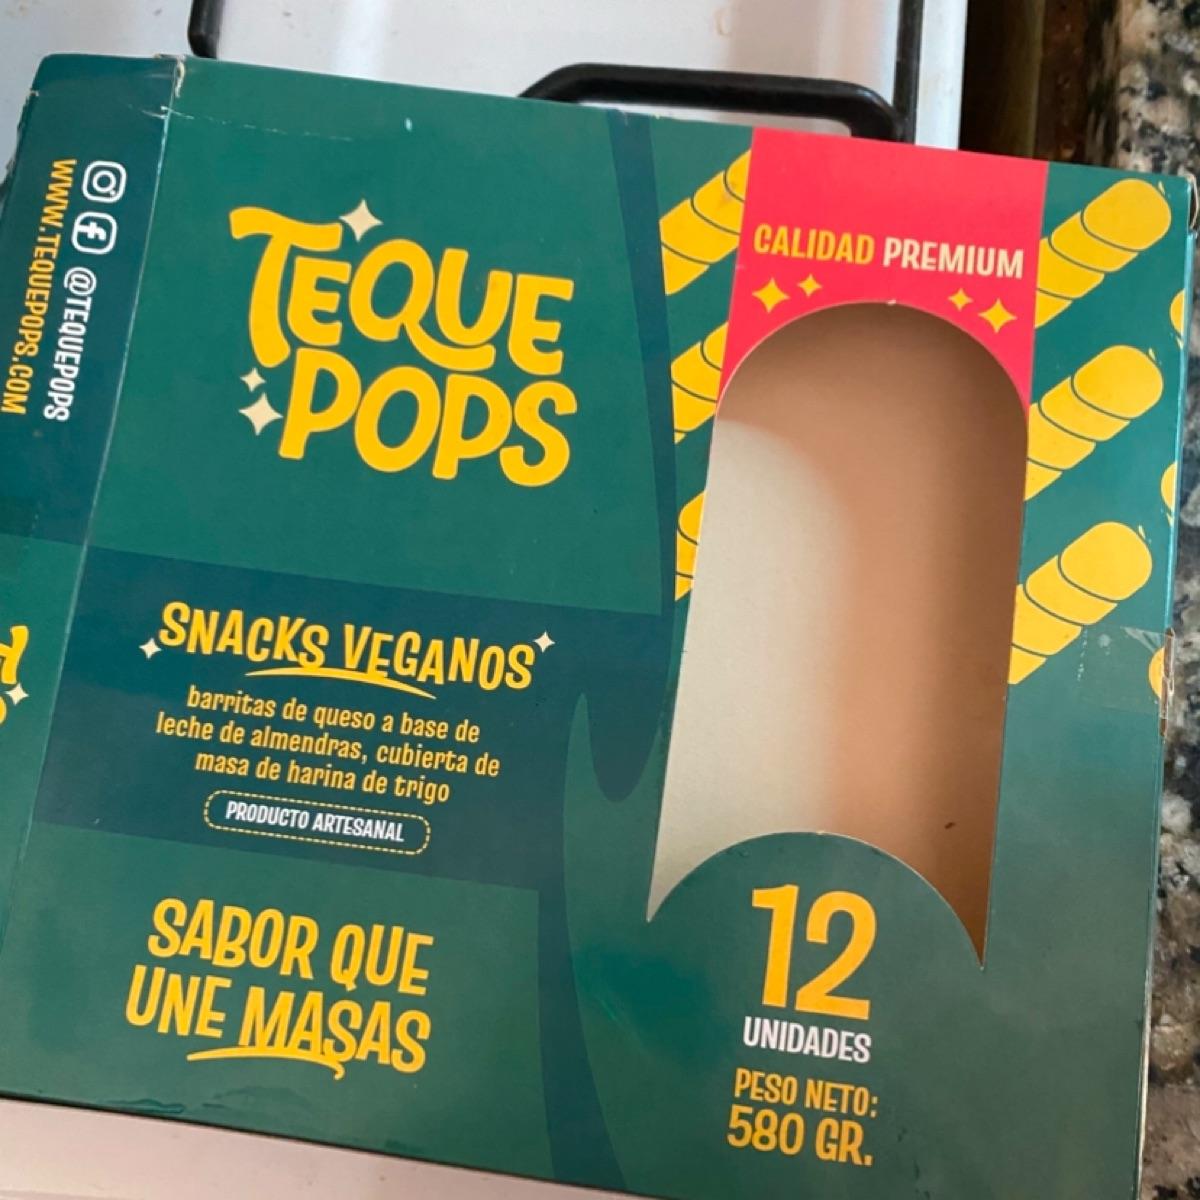 WWW.TEQUEPOPS.COM
@TEQUEPOPS
TEQUE
POPS
CALIDAD PREMIUM
SNACKS VEGANOS
barritas de queso a base de
leche de almendras, cubierta de
masa de harina de trigo
PRODUCTO ARTESANAL
SABOR QUE
UNE MASAS
12
UNIDADES
PESO NETO:
580 GR.